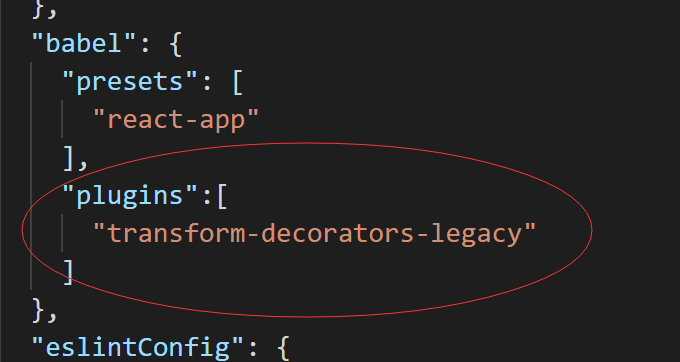 },
"babel": {
"presets": [
"react-app"
],
"plugins":[
"transform-decorators-legacy"
]
},
"eslintConfig": {